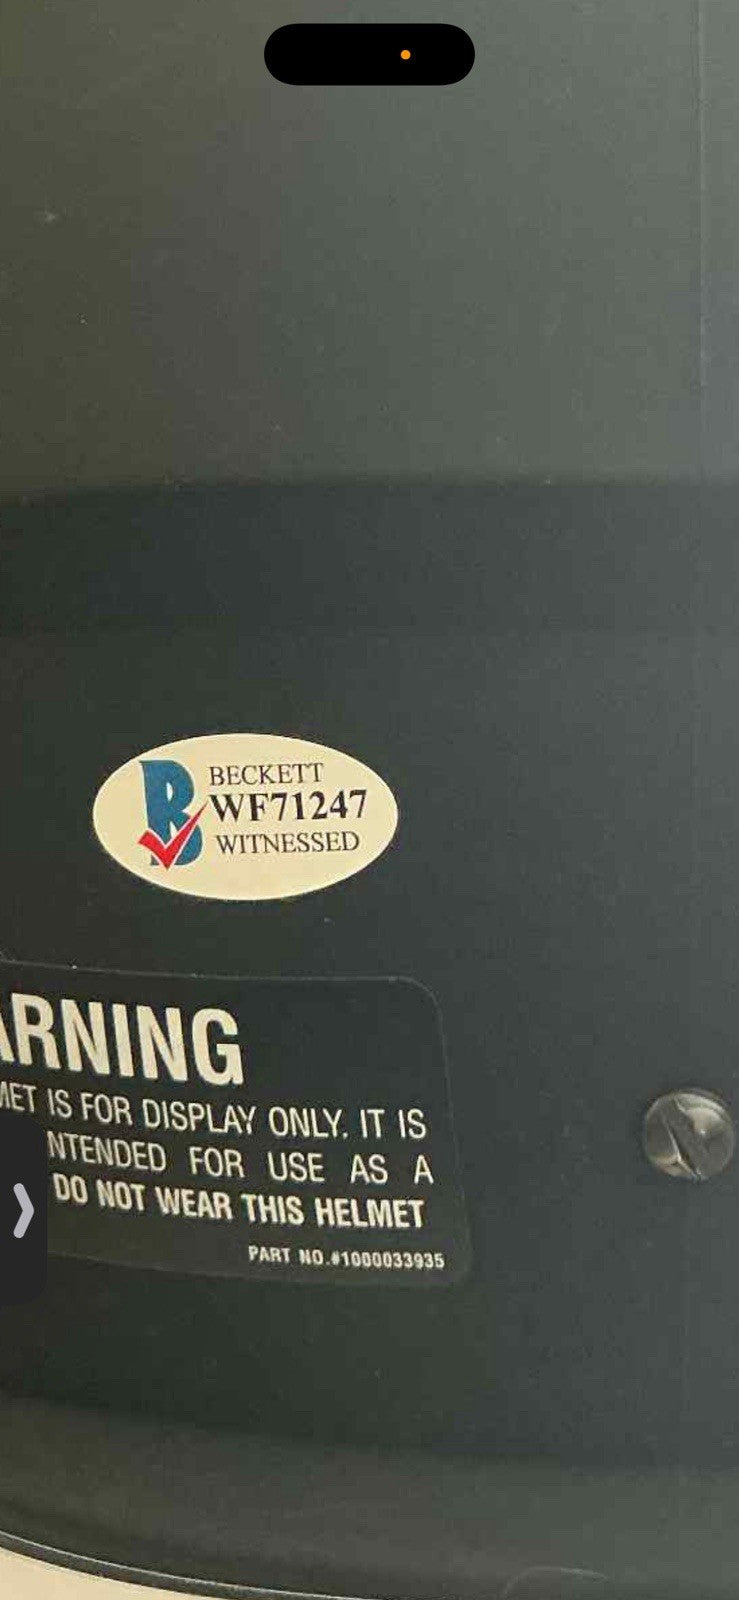 BECKETT
WF71247
WITNESSED
ARNING
MET IS FOR DISPLAY ONLY. IT IS
NTENDED FOR USE AS A
DO NOT WEAR THIS HELMET
PART NO.#1000033935